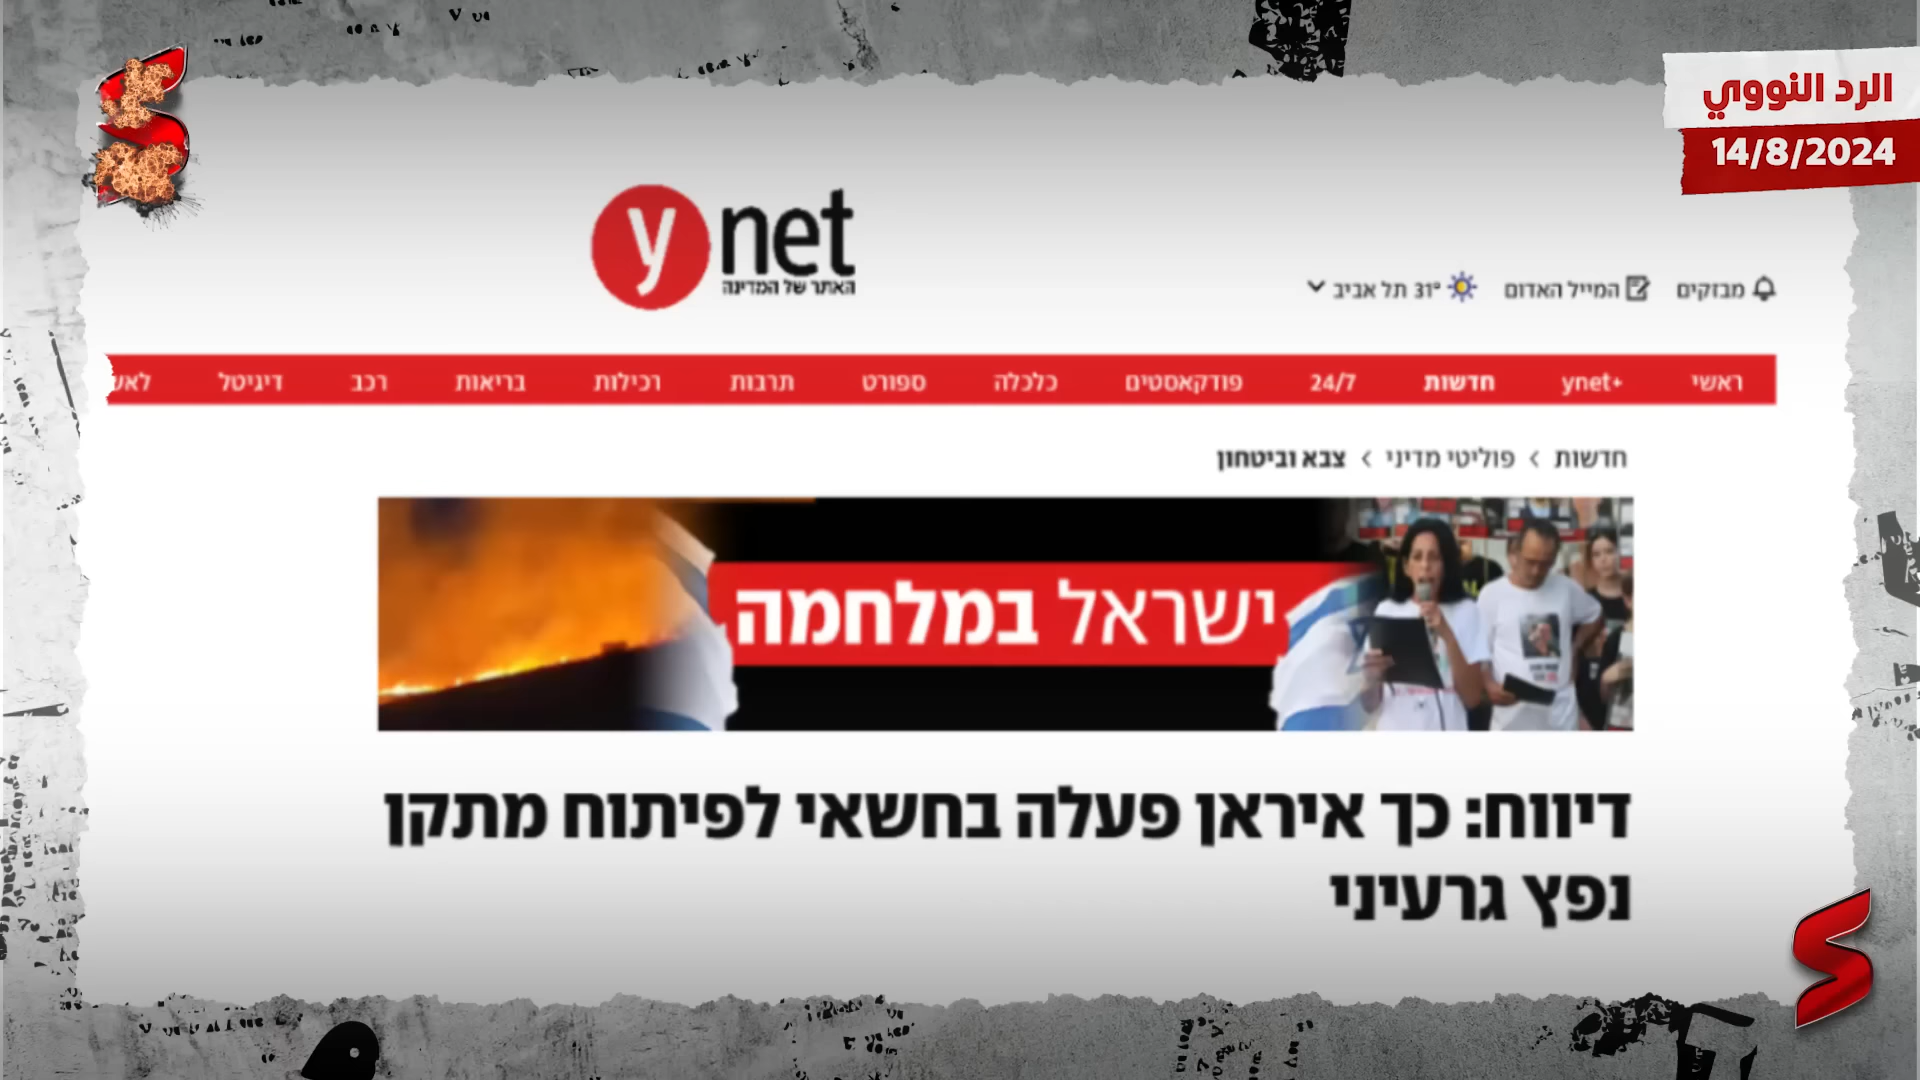 الرد النووي
14/8/2024
ynet
האתר של המדינה
מבזקים המייל האדום 31° תל אביב
ראשי ynet+ חדשות 24/7 פודקאסטים כלכלה ספורט תרבות רכילות בריאות רכב דיגיטל לאש
חדשות > פוליטי מדיני > צבא וביטחון
ישראל במלחמה
דיווח: כך איראן פעלה בחשאי לפיתוח מתקן
נפץ גרעיני